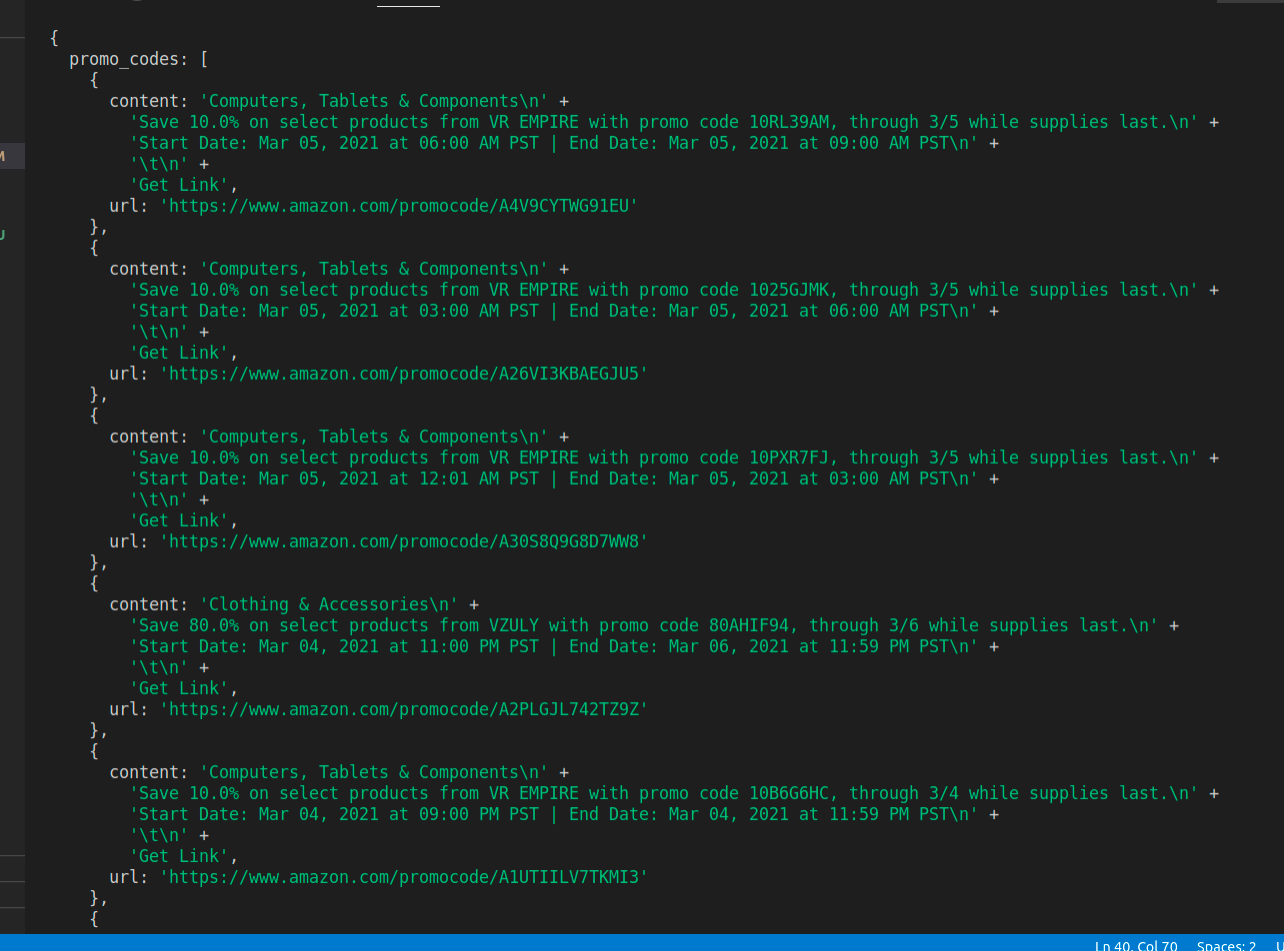 {
promo_codes: [
{
content: 'Computers, Tablets & Components\n' +
'Save 10.0% on select products from VR EMPIRE with promo code 10RL39AM, through 3/5 while supplies last.\n' +
'Start Date: Mar 05, 2021 at 06:00 AM PST | End Date: Mar 05, 2021 at 09:00 AM PST\n' +
'\t\n' +
'Get Link',
url: 'https://www.amazon.com/promocode/A4V9CYTWG91EU'
},
{
content: 'Computers, Tablets & Components\n' +
'Save 10.0% on select products from VR EMPIRE with promo code 1025GJMK, through 3/5 while supplies last.\n' +
'Start Date: Mar 05, 2021 at 03:00 AM PST | End Date: Mar 05, 2021 at 06:00 AM PST\n' +
'\t\n' +
'Get Link',
url: 'https://www.amazon.com/promocode/A26VI3KBAEGJU5'
},
{
content: 'Computers, Tablets & Components\n' +
'Save 10.0% on select products from VR EMPIRE with promo code 10PXR7FJ, through 3/5 while supplies last.\n' +
'Start Date: Mar 05, 2021 at 12:01 AM PST | End Date: Mar 05, 2021 at 03:00 AM PST\n' +
'\t\n' +
'Get Link',
url: 'https://www.amazon.com/promocode/A30S8Q9G8D7WW8'
},
{
content: 'Clothing & Accessories\n' +
'Save 80.0% on select products from VZULY with promo code 80AHIF94, through 3/6 while supplies last.\n' +
'Start Date: Mar 04, 2021 at 11:00 PM PST | End Date: Mar 06, 2021 at 11:59 PM PST\n' +
'\t\n' +
'Get Link',
url: 'https://www.amazon.com/promocode/A2PLGJL742TZ9Z'
},
{
content: 'Computers, Tablets & Components\n' +
'Save 10.0% on select products from VR EMPIRE with promo code 10B6G6HC, through 3/4 while supplies last.\n' +
'Start Date: Mar 04, 2021 at 09:00 PM PST | End Date: Mar 04, 2021 at 11:59 PM PST\n' +
'\t\n' +
'Get Link',
url: 'https://www.amazon.com/promocode/A1UTIILV7TKMI3'
},
{
Ln 40, Col 70 Spaces: 2